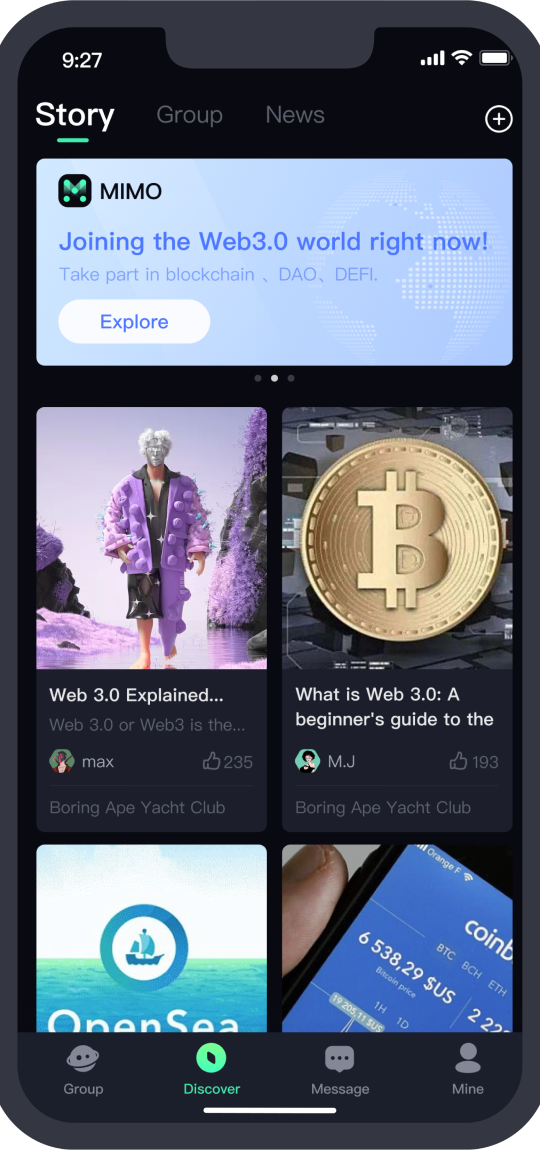 9:27
Story Group News
MIMO
Joining the Web3.0 world right now!
Take part in blockchain 、DAO、DEFI.
Explore
Web 3.0 Explained...
Web 3.0 or Web3 is the...
max 235
Boring Ape Yacht Club
What is Web 3.0: A
beginner's guide to the
M.J 193
Boring Ape Yacht Club
OpenSea
Orange F
coinb
BTC BCH ETH
6 538,29 $US
Bitcoin price
2 22
19 205,11 $US
1H 1D
Group Discover Message Mine